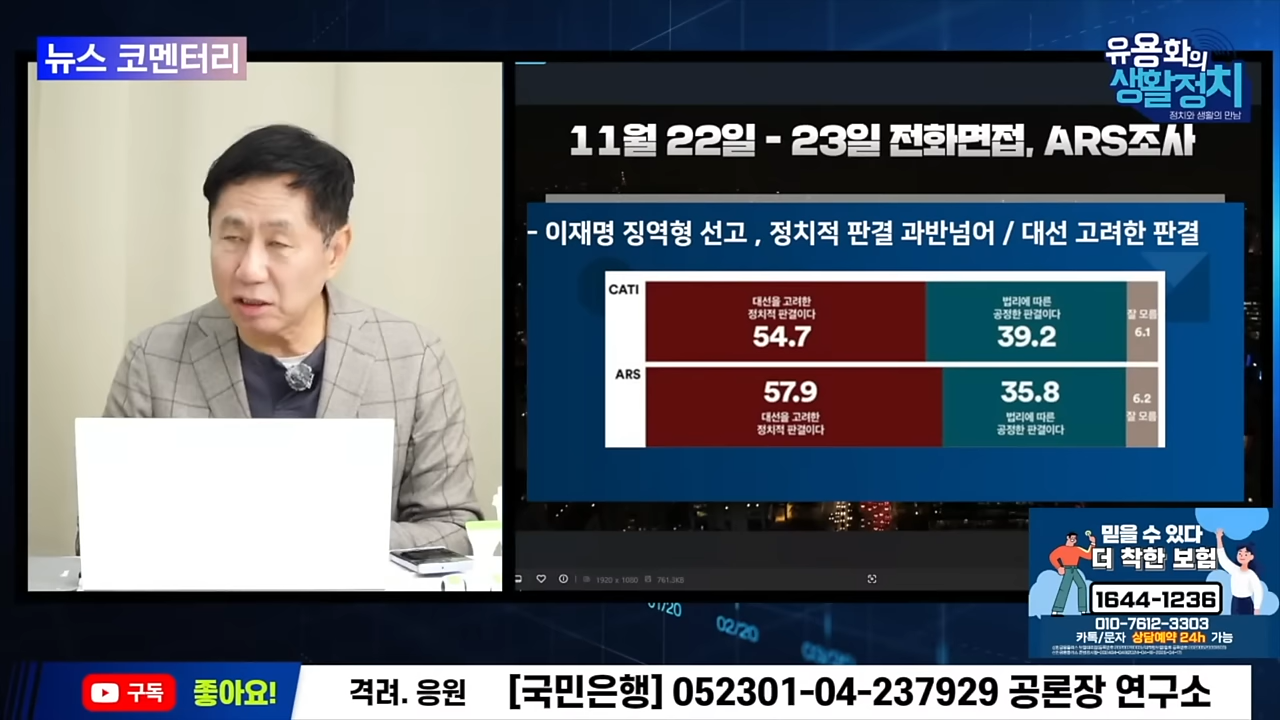 뉴스 코멘터리
유용화의
생활정치
정치와 생활의 만남
11월 22일 - 23일 전화면접, ARS조사
- 이재명 징역형 선고 , 정치적 판결 과반넘어 / 대선 고려한 판결
CATI
대선을 고려한
정치적 판결이다
54.7
법리에 따른
공정한 판결이다
39.2
잘 모름
6.1
ARS
57.9
대선을 고려한
정치적 판결이다
35.8
법리에 따른
공정한 판결이다
6.2
잘 모름
1920 x 1080
761.3KB
01/20
02/20
믿을 수 있다
더 착한 보험
1644-1236
010-7612-3303
카톡/문자 상담예약 24h 가능
구독
좋아요!
격려. 응원 [국민은행] 052301-04-237929 공론장 연구소